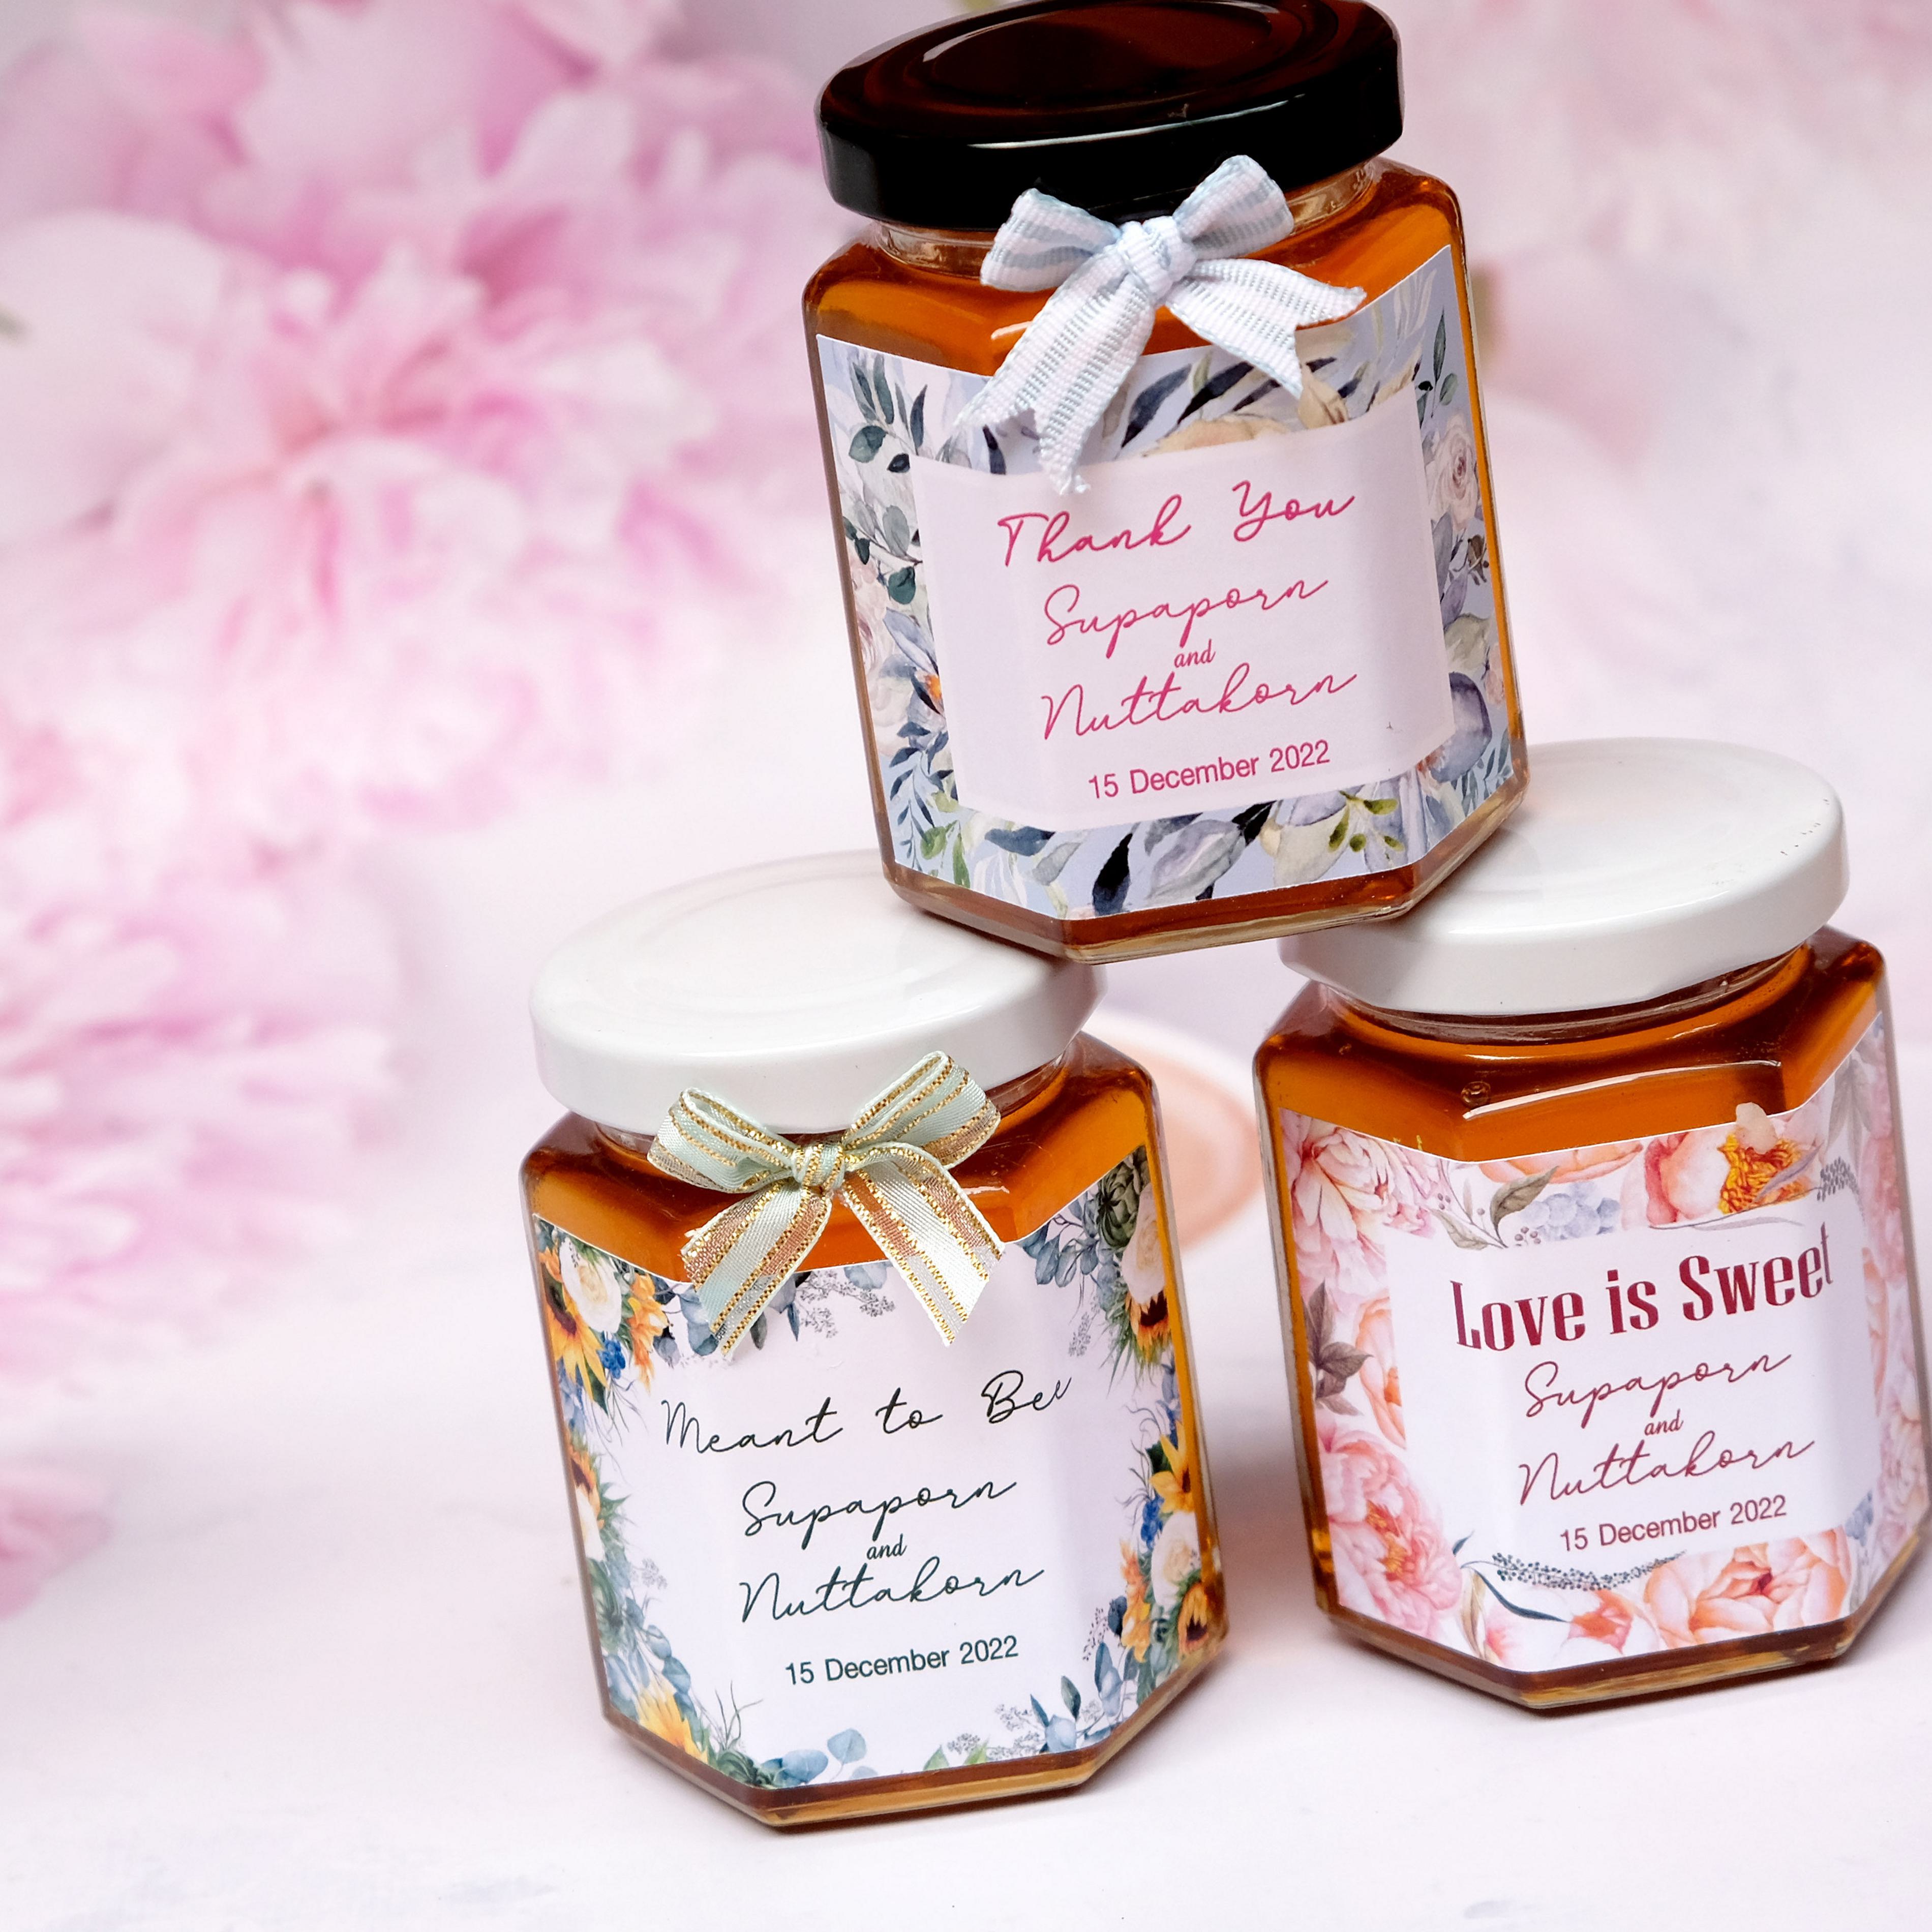 Thank You
Supaporn
and
Nuttakorn
15 December 2022
Meant to Bee
Supaporn
and
Nuttakorn
15 December 2022
Love is Sweet
Supaporn
and
Nuttakorn
15 December 2022